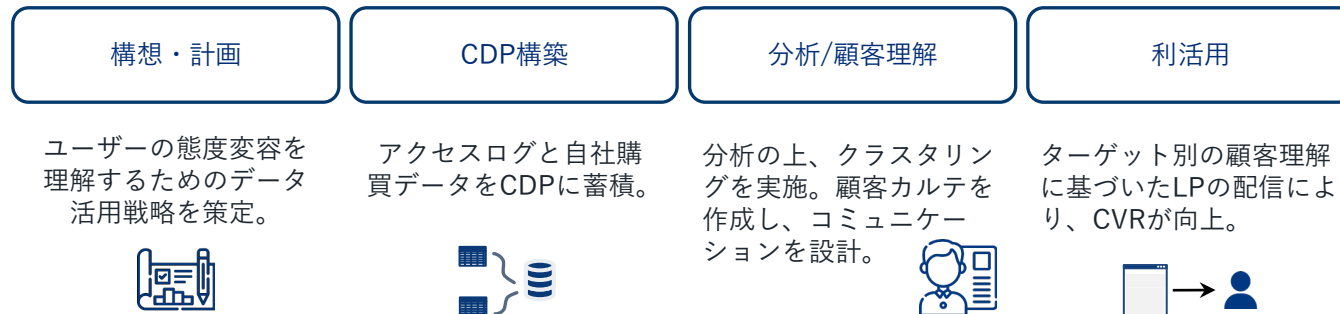 構想・計画
CDP構築
分析/顧客理解
利活用
ユーザーの態度変容を
理解するためのデータ
活用戦略を策定。
アクセスログと自社購
買データをCDPに蓄積。
分析の上、クラスタリン
グを実施。顧客カルテを
作成し、コミュニケー
ションを設計。
ターゲット別の顧客理解
に基づいたLPの配信によ
り、CVRが向上。